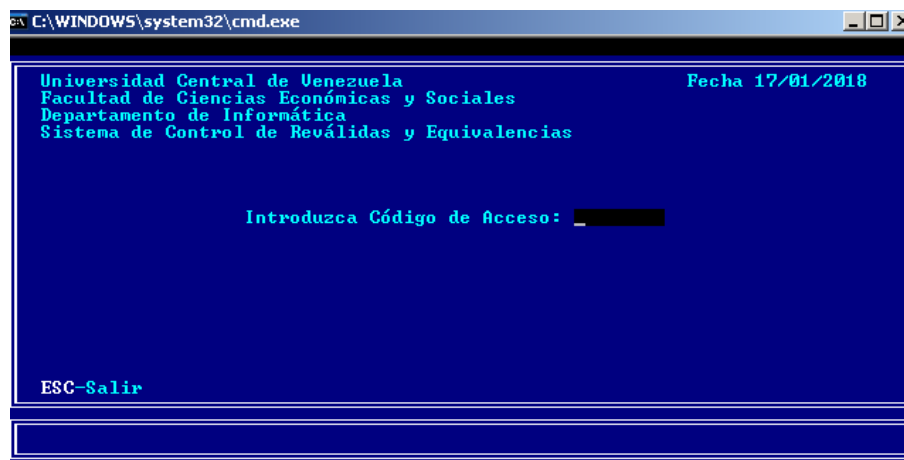 C:\WINDOWS\system32\cmd.exe
Universidad Central de Venezuela Fecha 17/01/2018
Facultad de Ciencias Económicas y Sociales
Departamento de Informática
Sistema de Control de Reválidas y Equivalencias
Introduzca Código de Acceso: _
ESC-Salir